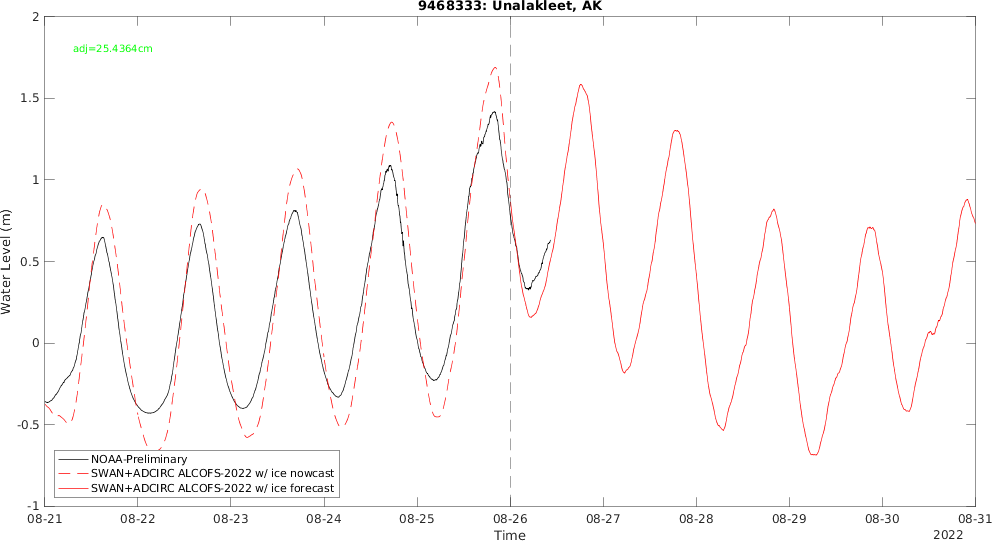 9468333: Unalakleet, AK
adj=25.4364cm
2
1.5
1
0.5
0
-0.5
-1
Water Level (m)
NOAA-Preliminary
SWAN+ADCIRC ALCOFS-2022 w/ ice nowcast
SWAN+ADCIRC ALCOFS-2022 w/ ice forecast
08-21 08-22 08-23 08-24 08-25 08-26 08-27 08-28 08-29 08-30 08-31
Time
2022